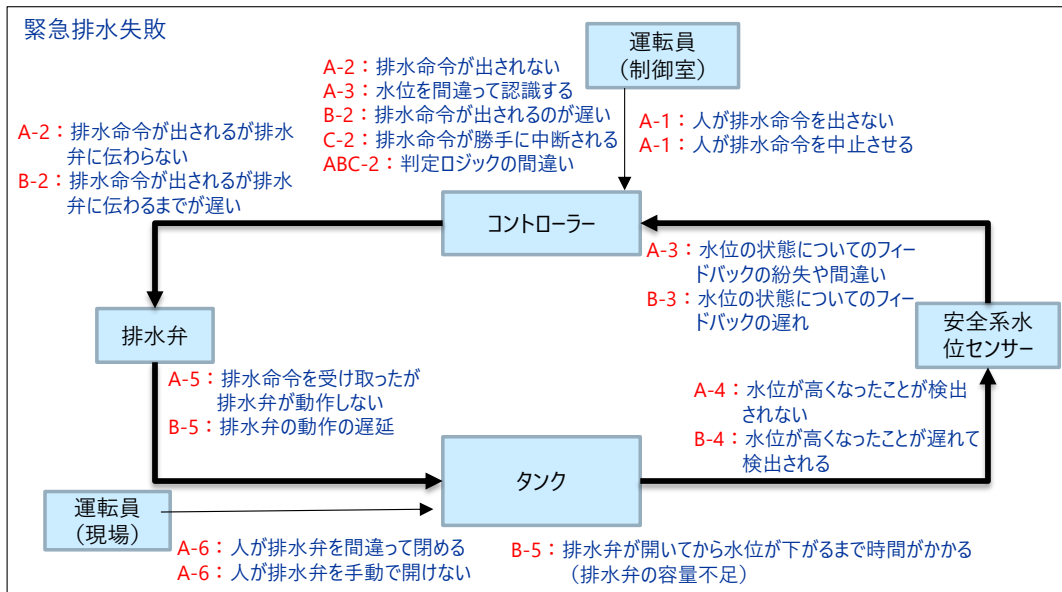 緊急排水失敗
運転員
（制御室）
A-2：排水命令が出されない
A-3：水位を間違って認識する
B-2：排水命令が出されるのが遅い
C-2：排水命令が勝手に中断される
ABC-2：判定ロジックの間違い
A-1：人が排水命令を出さない
A-1：人が排水命令を中止させる
A-2：排水命令が出されるが排水
弁に伝わらない
B-2：排水命令が出されるが排水
弁に伝わるまでが遅い
コントローラー
A-3：水位の状態についてのフィー
ドバックの紛失や間違い
B-3：水位の状態についてのフィー
ドバックの遅れ
排水弁
安全系水
位センサー
A-5：排水命令を受け取ったが
排水弁が動作しない
B-5：排水弁の動作の遅延
A-4：水位が高くなったことが検出
されない
B-4：水位が高くなったことが遅れて
検出される
タンク
運転員
（現場）
A-6：人が排水弁を間違って閉める
A-6：人が排水弁を手動で開けない
B-5：排水弁が開いてから水位が下がるまで時間がかかる
（排水弁の容量不足）